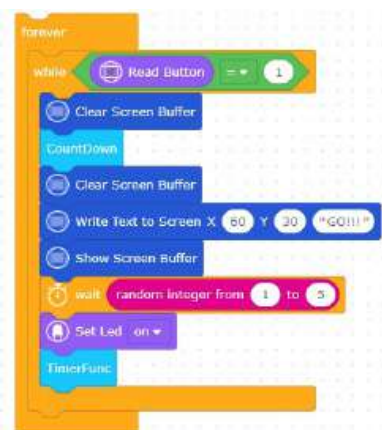 forever
while Read Button = 1
Clear Screen Buffer
CountDown
Clear Screen Buffer
Write Text to Screen X 60 Y 30 "GO!!!"
Show Screen Buffer
wait random integer from 1 to 5
Set Led on
TimerFunc